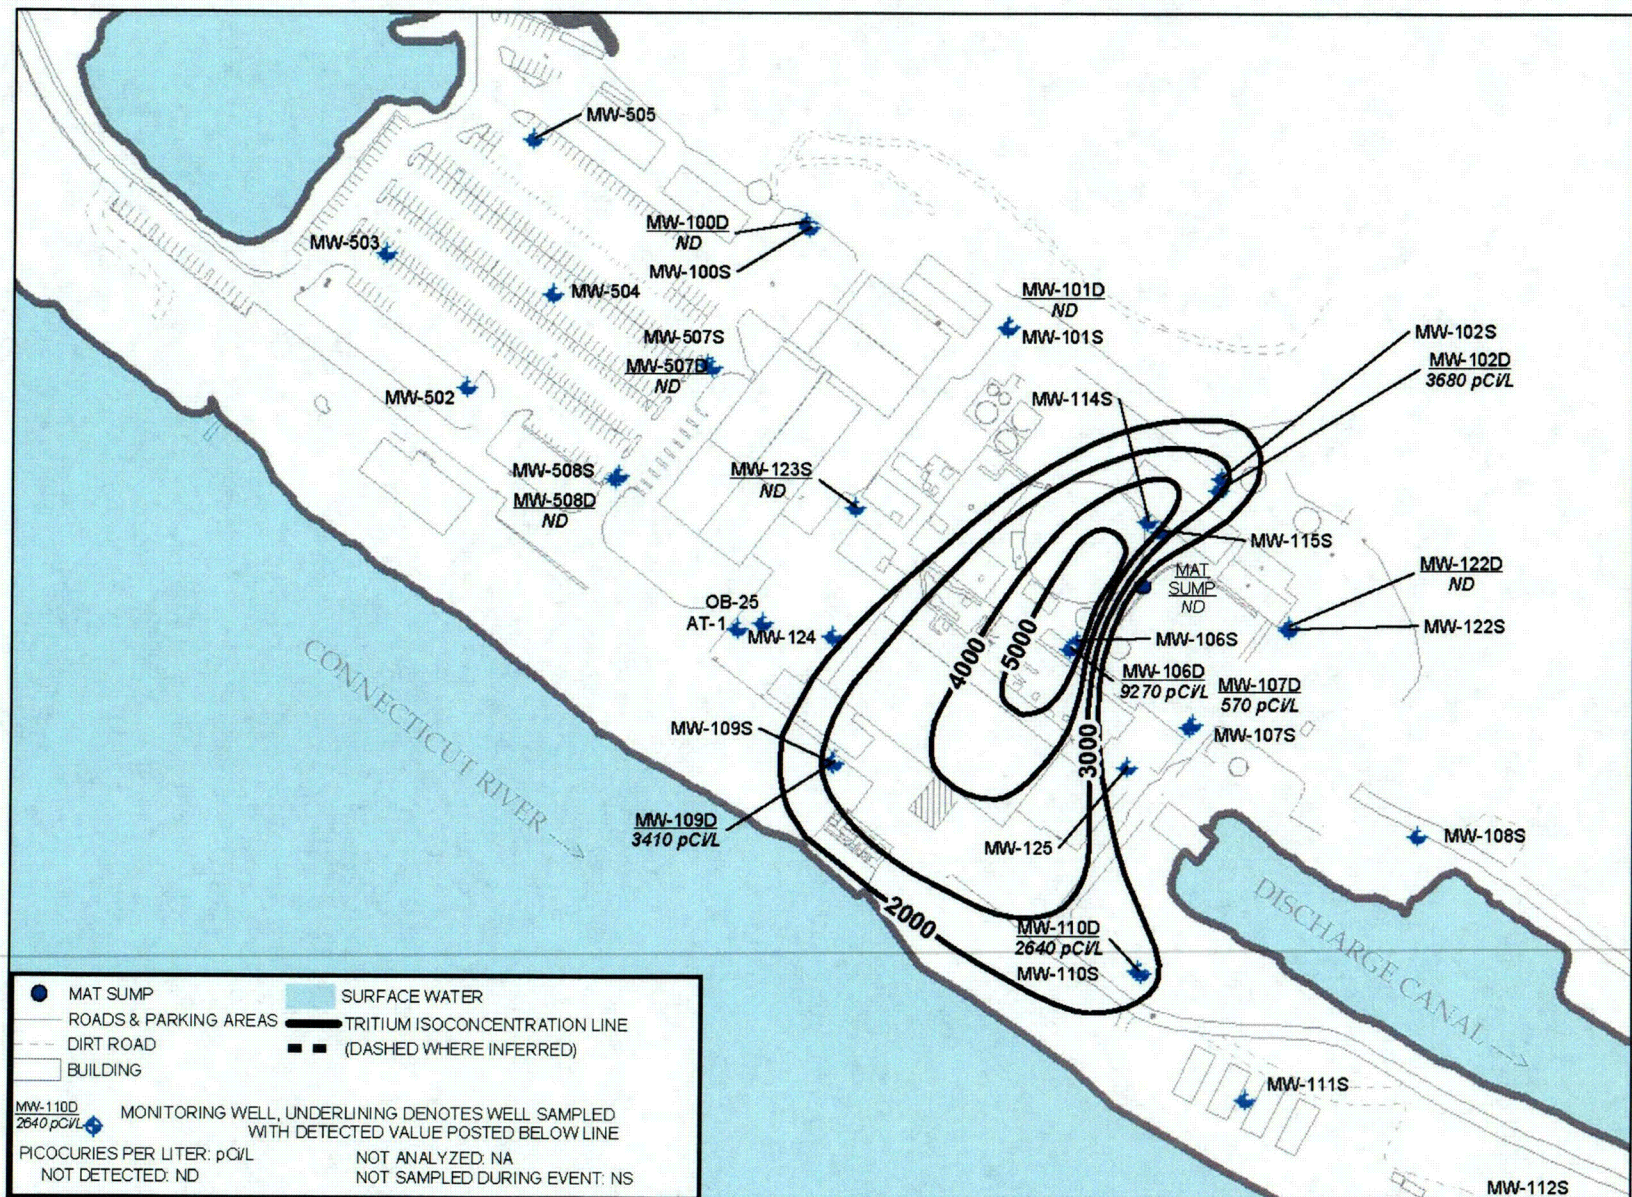 MW-505
MW-100D
ND
MW-100S
MW-503
MW-504
MW-101D
ND
MW-101S
MW-507S
MW-507D
ND
MW-102S
MW-102D
3680 pCi/L
MW-502
MW-114S
MW-508S
MW-508D
ND
MW-123S
ND
MW-115S
MAT
SUMP
ND
MW-122D
ND
MW-122S
OB-25
AT-1
MW-124
4000
5000
MW-106S
MW-106D
9270 pCi/L
MW-107D
570 pCi/L
MW-107S
CONNECTICUT RIVER
MW-109S
3000
MW-109D
3410 pCi/L
MW-125
MW-108S
2000
MW-110D
2640 pCi/L
MW-110S
DISCHARGE CANAL
MW-111S
MW-112S
MAT SUMP
ROADS & PARKING AREAS
DIRT ROAD
BUILDING
SURFACE WATER
TRITIUM ISOCONCENTRATION LINE
(DASHED WHERE INFERRED)
MW-110D
2640 pCi/L
MONITORING WELL, UNDERLINING DENOTES WELL SAMPLED
WITH DETECTED VALUE POSTED BELOW LINE
PICOCURIES PER LITER: pCi/L
NOT DETECTED: ND
NOT ANALYZED: NA
NOT SAMPLED DURING EVENT: NS